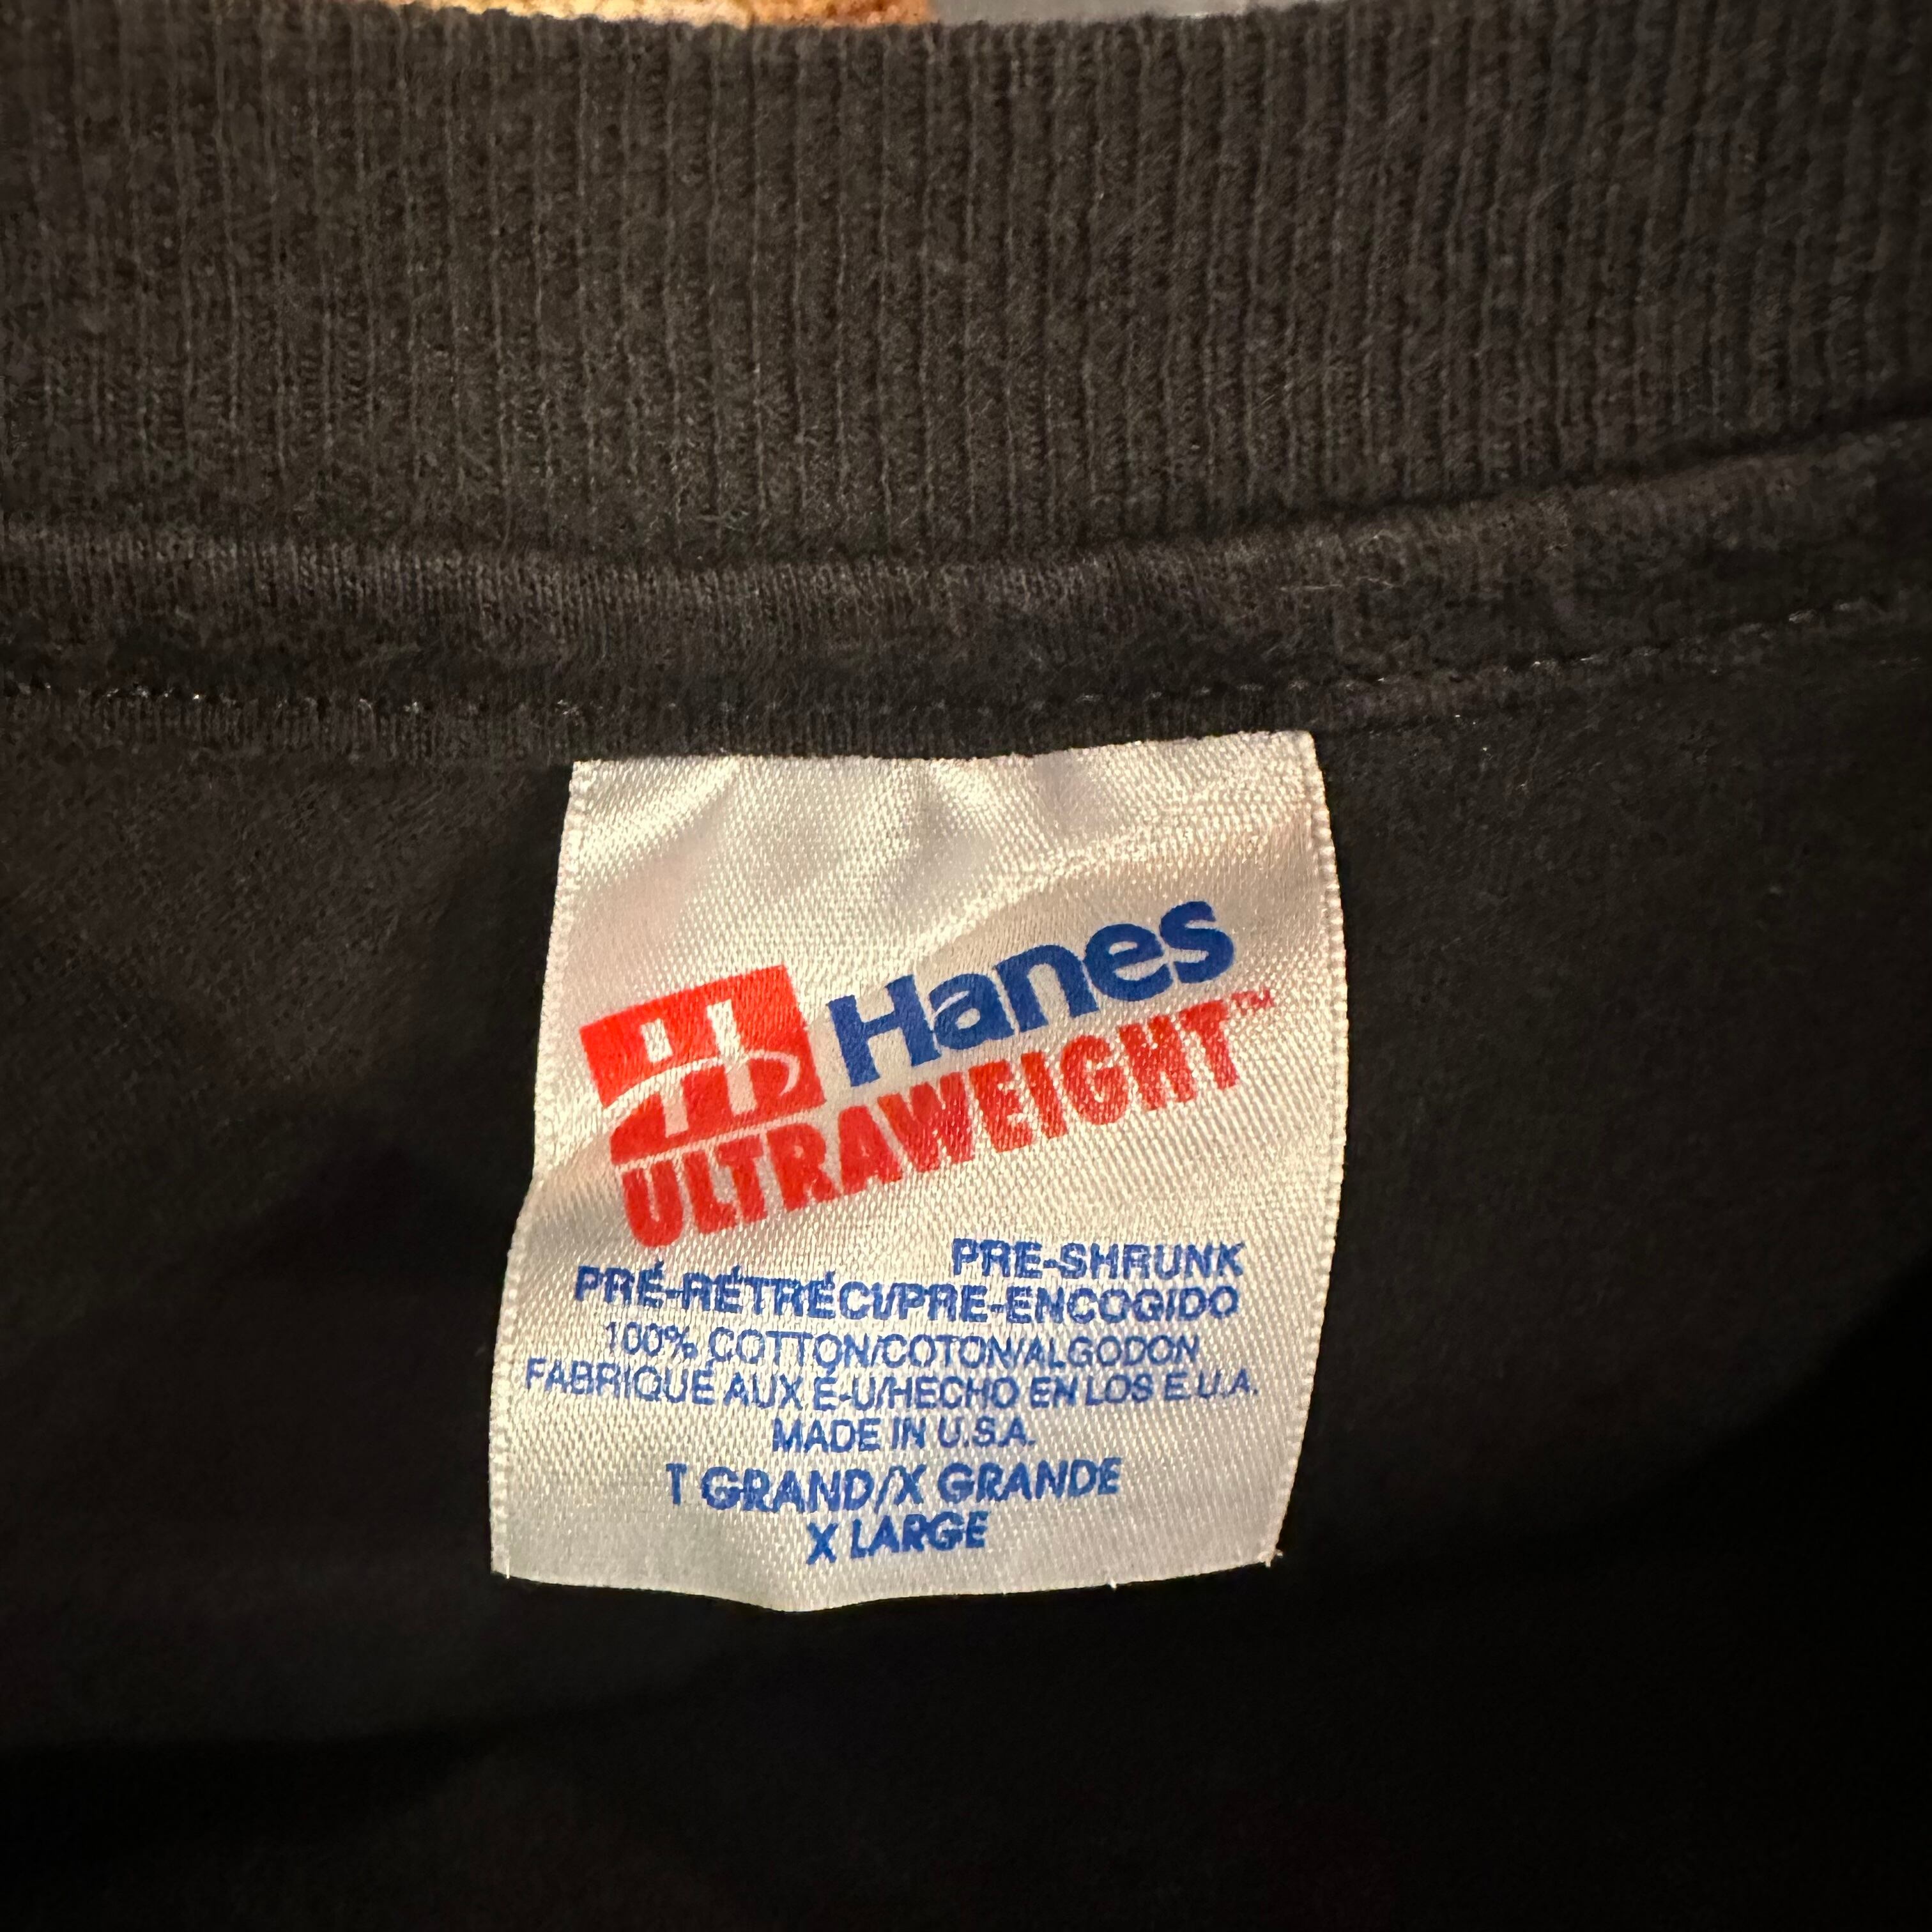 H Hanes
ULTRAWEIGHT™
PRE-SHRUNK
PRÉ-RÉTRÉCI/PRE-ENCOGIDO
100% COTTON/COTON/ALGODON
FABRIQUÉ AUX É-U/HECHO EN LOS E.U.A.
MADE IN U.S.A.
T GRAND/X GRANDE
X LARGE